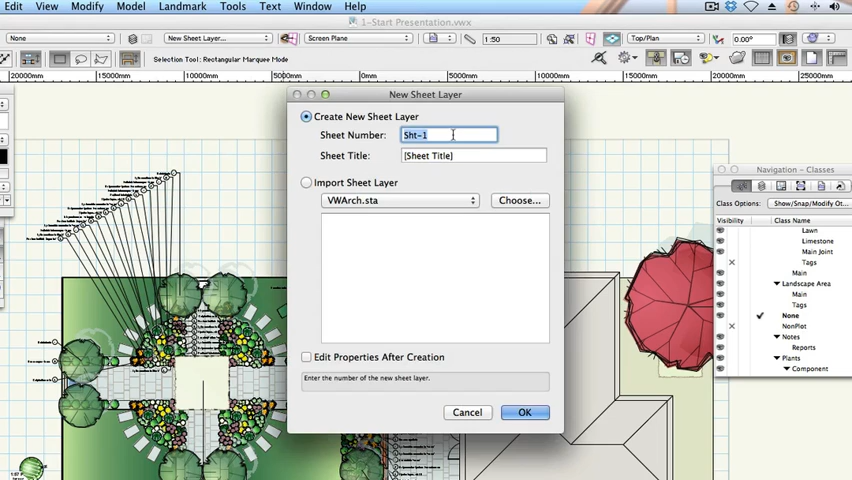 Edit View Modify Model Landmark Tools Text Window Help
1-Start Presentation.vwx
None
New Sheet Layer...
Screen Plane
1:50
Top/Plan
0.00°
Selection Tool: Rectangular Marquee Mode
20000mm 15000mm 10000mm 5000mm 0mm 5000mm 10000mm 15000mm 20000mm
New Sheet Layer
Create New Sheet Layer
Sheet Number: Sht-1
Sheet Title: [Sheet Title]
Import Sheet Layer
VWArch.sta
Choose...
Edit Properties After Creation
Enter the number of the new sheet layer.
Cancel
OK
Navigation - Classes
Class Options: Show/Snap/Modify Ot...
Visibility Class Name
Lawn
Limestone
Main Joint
Tags
Main
Landscape Area
Main
Tags
None
NonPlot
Notes
Reports
Plants
Component